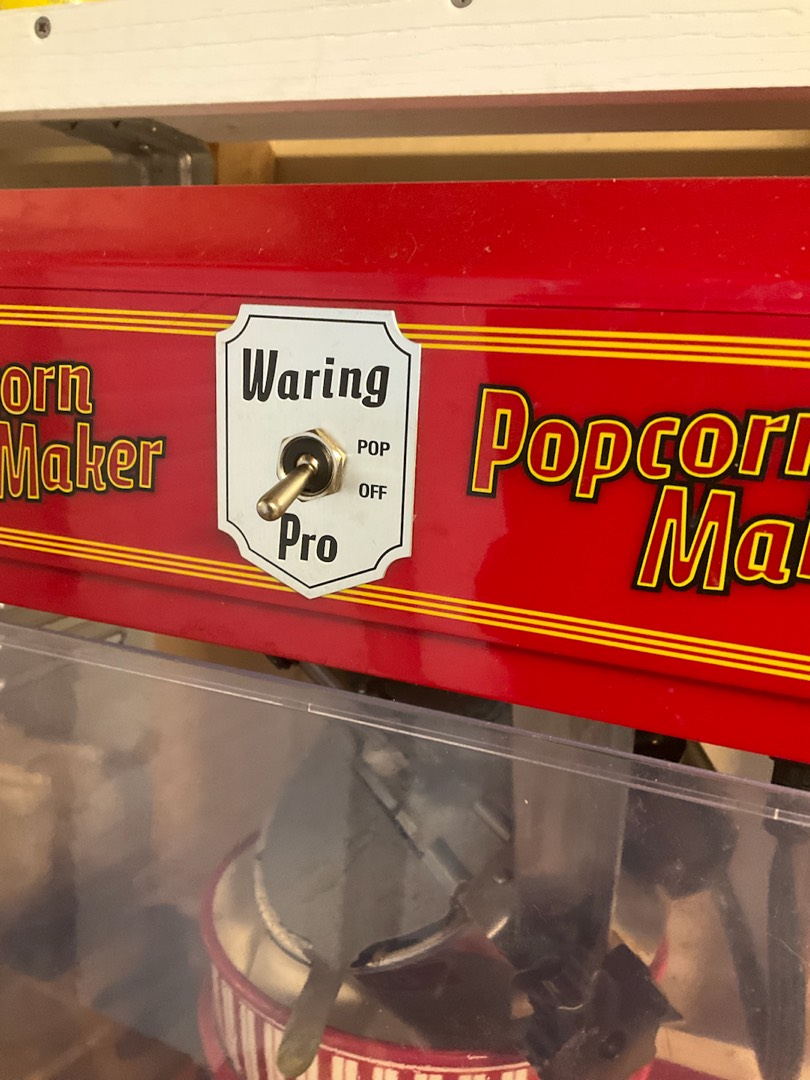 orn
Maker
Waring
POP
OFF
Pro
Popcorn
Ma